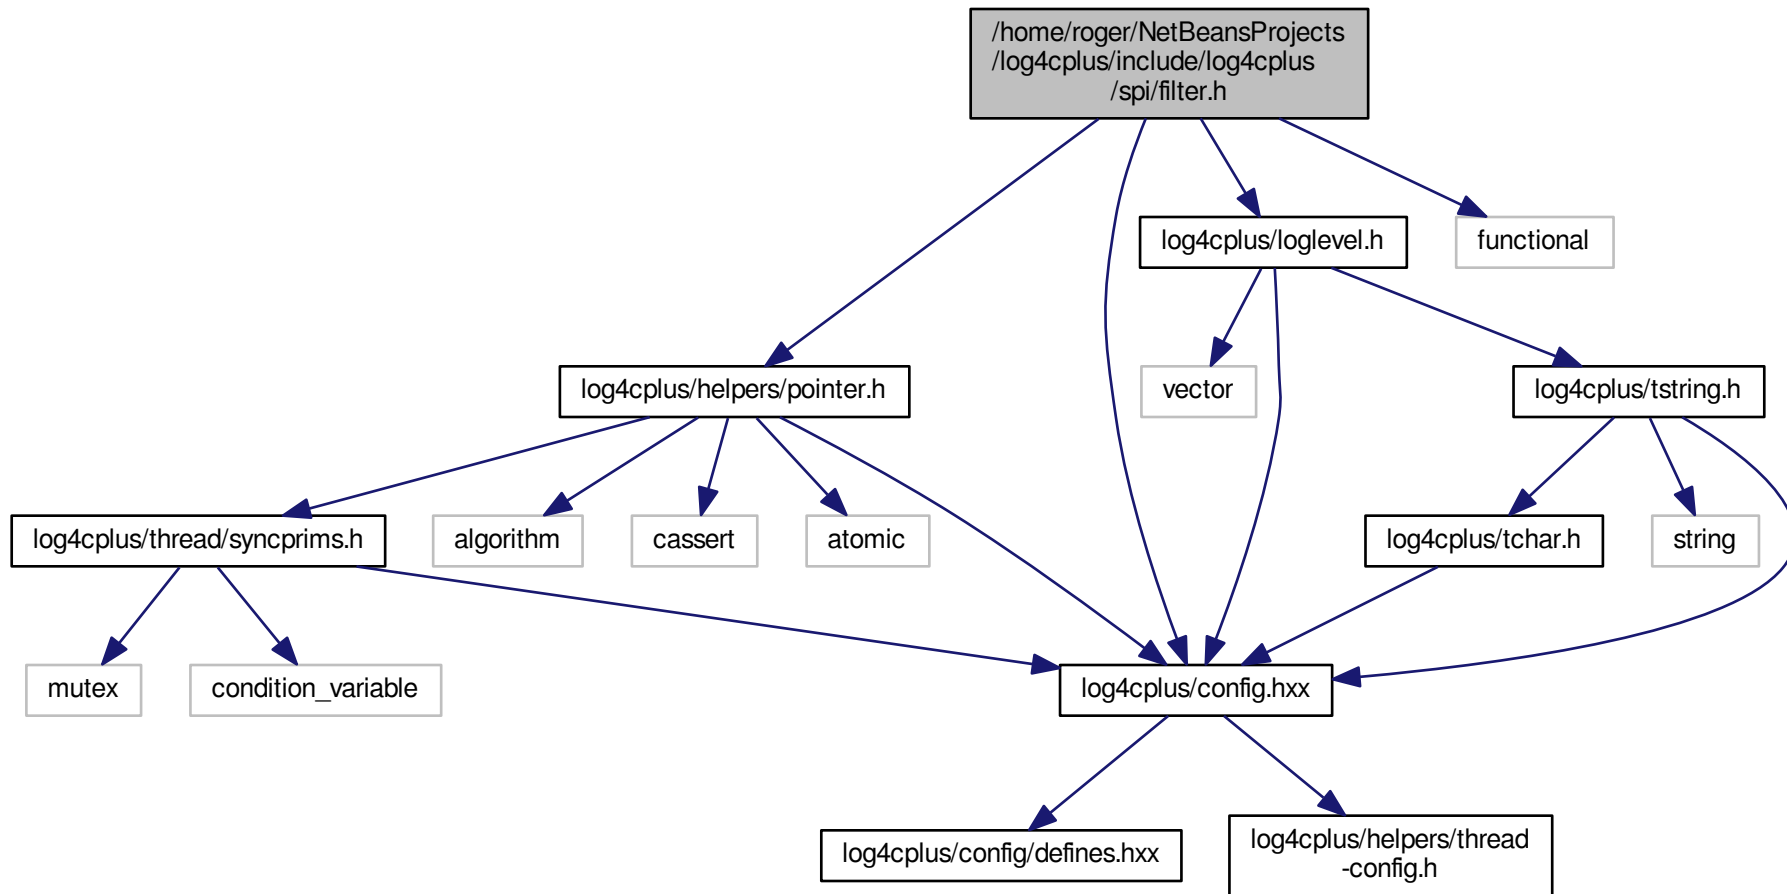 /home/roger/NetBeansProjects
/log4cplus/include/log4cplus
/spi/filter.h
log4cplus/loglevel.h
functional
log4cplus/helpers/pointer.h
vector
log4cplus/tstring.h
log4cplus/thread/syncprims.h
algorithm
cassert
atomic
log4cplus/tchar.h
string
mutex
condition_variable
log4cplus/config.hxx
log4cplus/config/defines.hxx
log4cplus/helpers/thread
-config.h